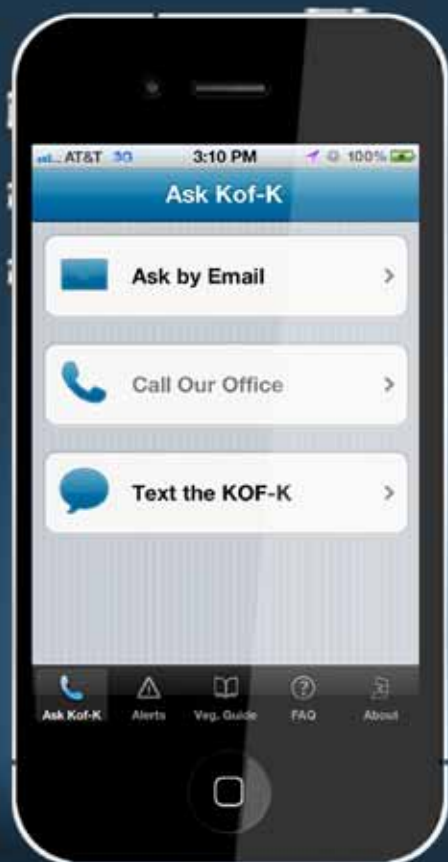 AT&T 3G 3:10 PM 100%
Ask Kof-K
Ask by Email
Call Our Office
Text the KOF-K
Ask Kof-K Alerts Veg. Guide FAQ About